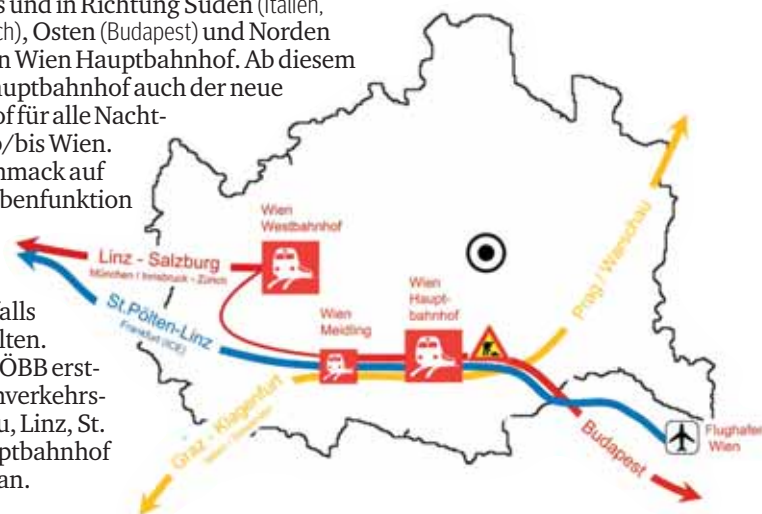 s und in Richtung Süden (Italien,
ch), Osten (Budapest) und Norden
n Wien Hauptbahnhof. Ab diesem
auptbahnhof auch der neue
of für alle Nacht-
/bis Wien.
mack auf
benfunktion
falls
lten.
ÖBB erst-
nverkehrs-
u, Linz, St.
ptbahnhof
an.
Wien
Westbahnhof
Linz - Salzburg
München / Innsbruck - Zürich
St.Pölten-Linz
Frankfurt (ICE)
Wien
Meidling
Wien
Haupt-
bahnhof
Prag / Warschau
Graz - Klagenfurt
Budapest
Flughafen
Wien